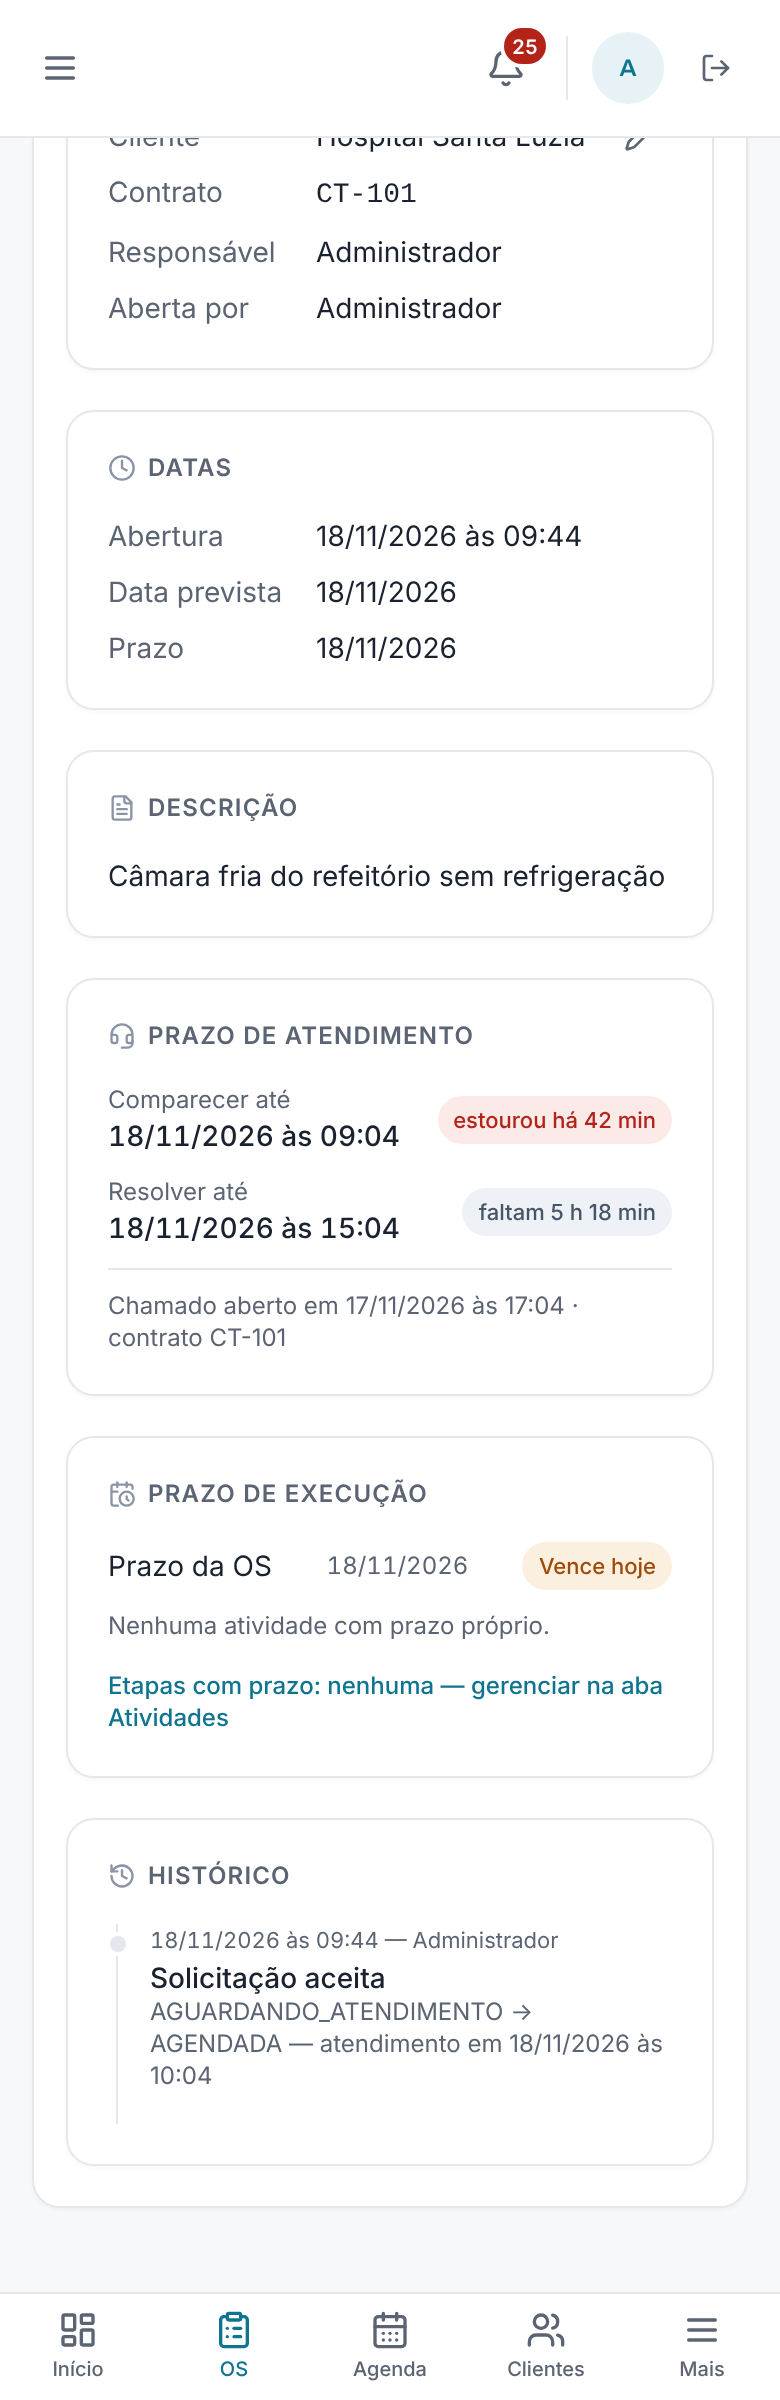 25
A
Cliente Hospital Santa Luzia
Contrato CT-101
Responsável Administrador
Aberta por Administrador
DATAS
Abertura 18/11/2026 às 09:44
Data prevista 18/11/2026
Prazo 18/11/2026
DESCRIÇÃO
Câmara fria do refeitório sem refrigeração
PRAZO DE ATENDIMENTO
Comparecer até
18/11/2026 às 09:04 estourou há 42 min
Resolver até
18/11/2026 às 15:04 faltam 5 h 18 min
Chamado aberto em 17/11/2026 às 17:04 ·
contrato CT-101
PRAZO DE EXECUÇÃO
Prazo da OS 18/11/2026 Vence hoje
Nenhuma atividade com prazo próprio.
Etapas com prazo: nenhuma — gerenciar na aba
Atividades
HISTÓRICO
18/11/2026 às 09:44 — Administrador
Solicitação aceita
AGUARDANDO_ATENDIMENTO →
AGENDADA — atendimento em 18/11/2026 às
10:04
Início OS Agenda Clientes Mais